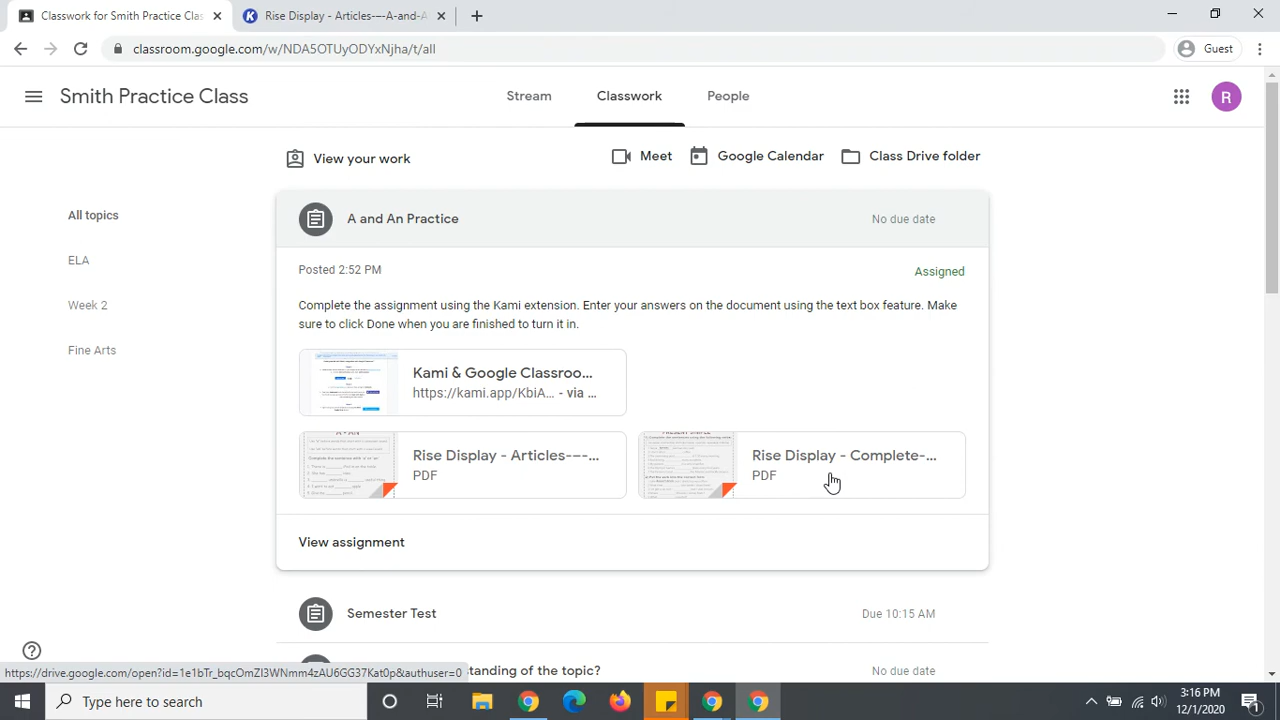 Classwork for Smith Practice Clas
Rise Display - Articles-–-A-and-A
classroom.google.com/w/NDA5OTUyODYxNjha/t/all
Guest
Smith Practice Class
Stream
Classwork
People
R
View your work
Meet
Google Calendar
Class Drive folder
All topics
ELA
Week 2
Fine Arts
A and An Practice
No due date
Posted 2:52 PM
Assigned
Complete the assignment using the Kami extension. Enter your answers on the document using the text box feature. Make
sure to click Done when you are finished to turn it in.
Kami & Google Classroo...
https://kami.app/KbiA... - via ...
Rise Display - Articles-–-...
Rise Display - Complete-...
PDF
View assignment
Semester Test
Due 10:15 AM
standing of the topic?
No due date
https://drive.google.com/open?id=1e1bTr_bqcOmZI3WNmm4zAU6GG37Kat0p&authuser=0
Type here to search
3:16 PM
12/1/2020
1